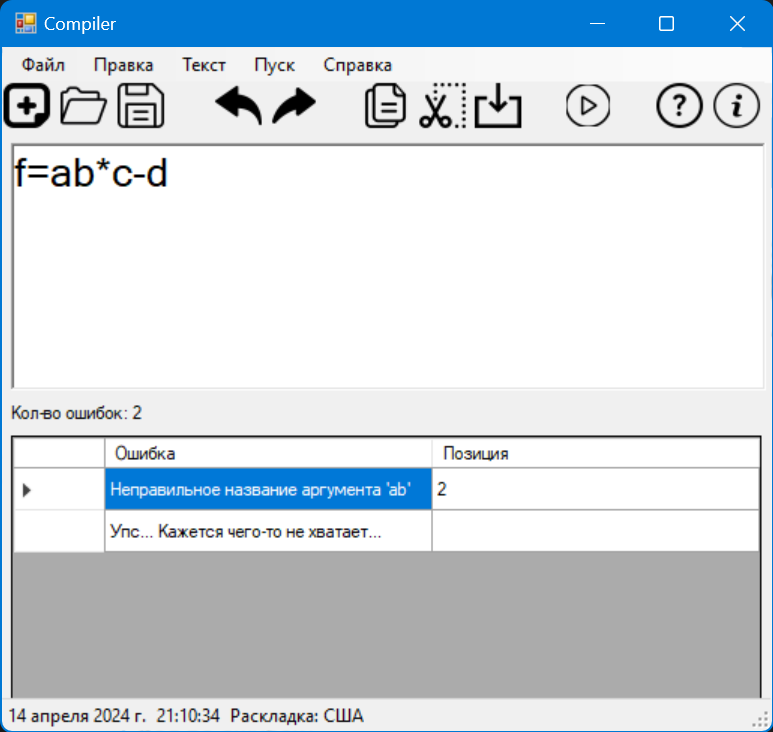 Compiler
Файл Правка Текст Пуск Справка
f=ab*c-d
Кол-во ошибок: 2
Ошибка Позиция
Неправильное название аргумента 'ab' 2
Упс... Кажется чего-то не хватает...
14 апреля 2024 г. 21:10:34 Раскладка: США